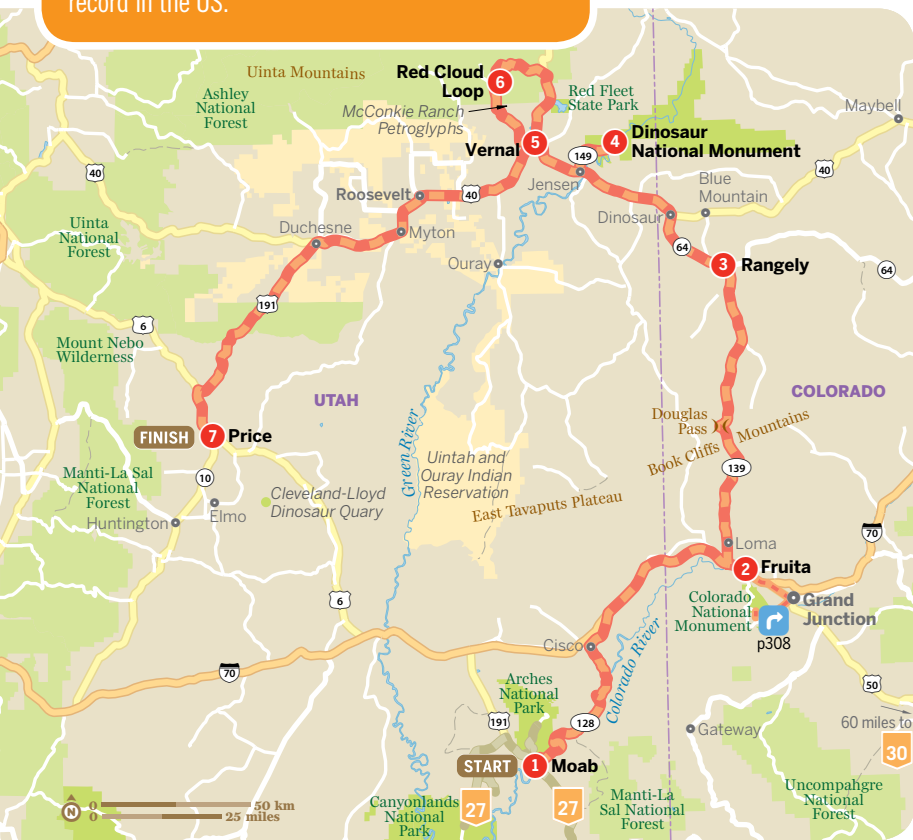 record in the US.
Uinta Mountains
Red Cloud
Loop
6
Ashley
National
Forest
McConkie Ranch
Petroglyphs
Red Fleet
State Park
Maybell
Vernal
5
4
Dinosaur
National Monument
149
40
40
Jensen
Blue
Mountain
Roosevelt
40
Dinosaur
Uinta
National
Forest
Duchesne
Myton
64
Ouray
3
Rangely
64
191
6
Mount Nebo
Wilderness
UTAH
COLORADO
Green River
Douglas
Pass
Book Cliffs
Mountains
FINISH
7
Price
Uintah and
Ouray Indian
Reservation
139
10
Manti-La Sal
National
Forest
Cleveland-Lloyd
Dinosaur Quary
East Tavaputs Plateau
Huntington
Elmo
70
Loma
2
Fruita
6
Colorado
National
Monument
Grand
Junction
p308
Cisco
Colorado River
70
50
Arches
National
Park
191
128
Gateway
60 miles to
30
START
1
Moab
N
0
50 km
0
25 miles
Canyonlands
National
Park
27
27
Manti-La
Sal National
Forest
Uncompahgre
National
Forest